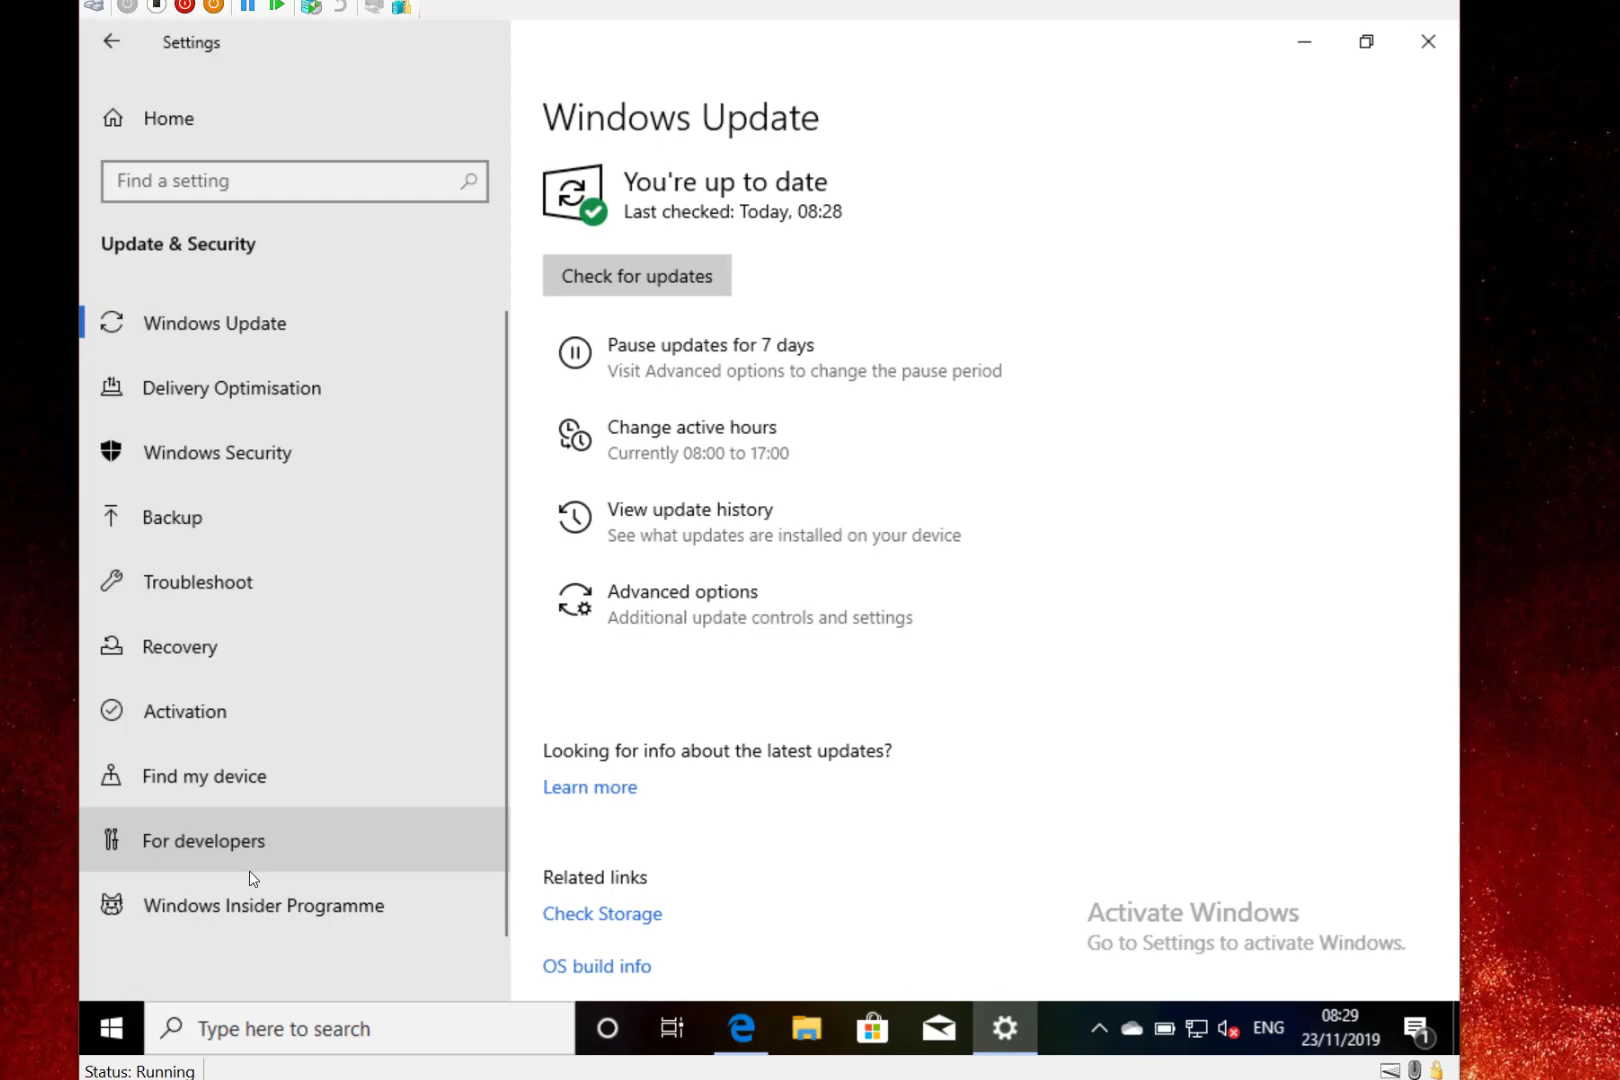 Settings
Home
Find a setting
Update & Security
Windows Update
Delivery Optimisation
Windows Security
Backup
Troubleshoot
Recovery
Activation
Find my device
For developers
Windows Insider Programme
Windows Update
You're up to date
Last checked: Today, 08:28
Check for updates
Pause updates for 7 days
Visit Advanced options to change the pause period
Change active hours
Currently 08:00 to 17:00
View update history
See what updates are installed on your device
Advanced options
Additional update controls and settings
Looking for info about the latest updates?
Learn more
Related links
Check Storage
OS build info
Activate Windows
Go to Settings to activate Windows.
Type here to search
ENG
08:29
23/11/2019
1
Status: Running